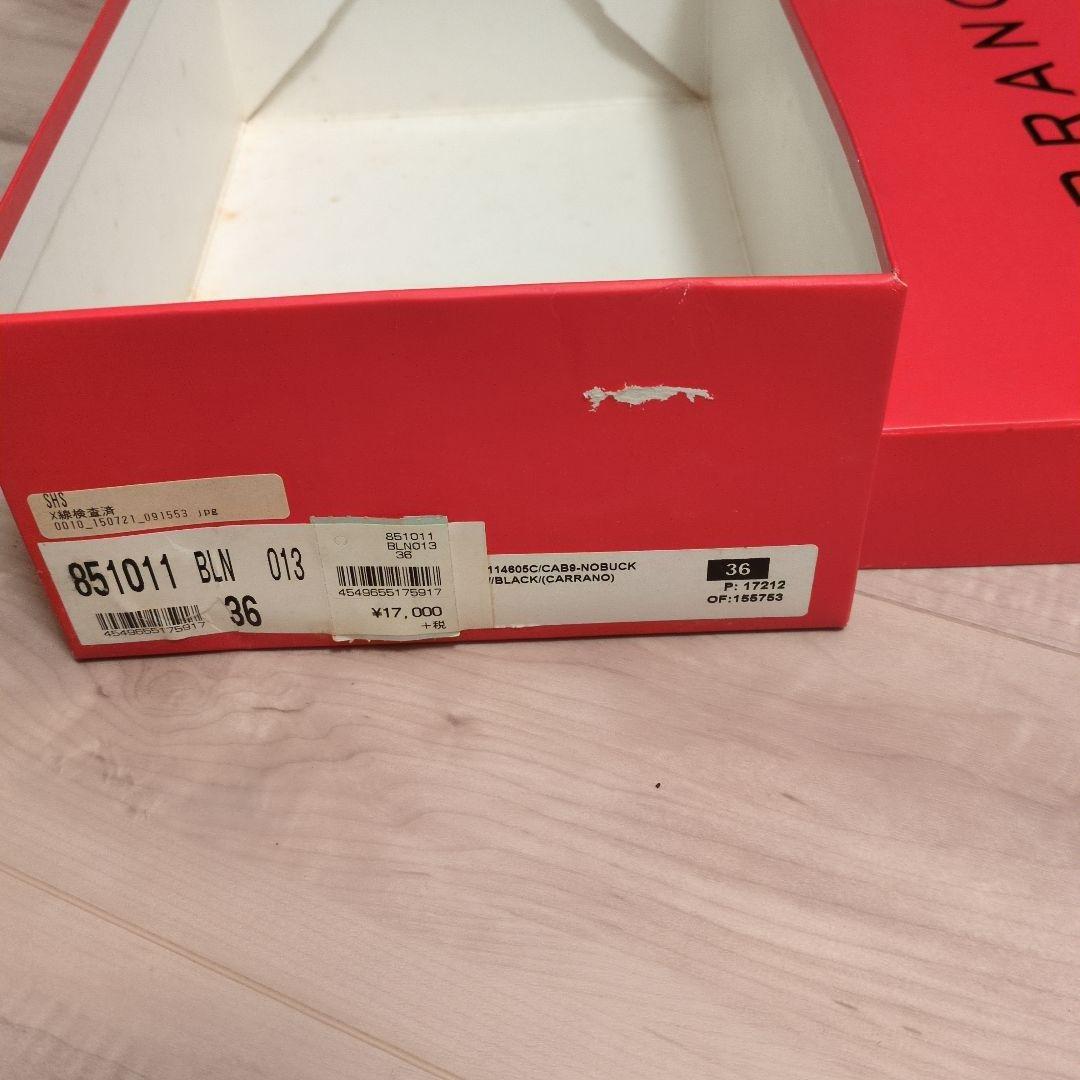 SHS
X線検査済
0010_150721_091553.jpg
851011 BLN 013
36
4549655175917
851011
BLN013
36
4549655175917
¥17,000
+税
114605C/CAB9-NOBUCK
/BLACK/(CARRANO)
36
P: 17212
OF:155753